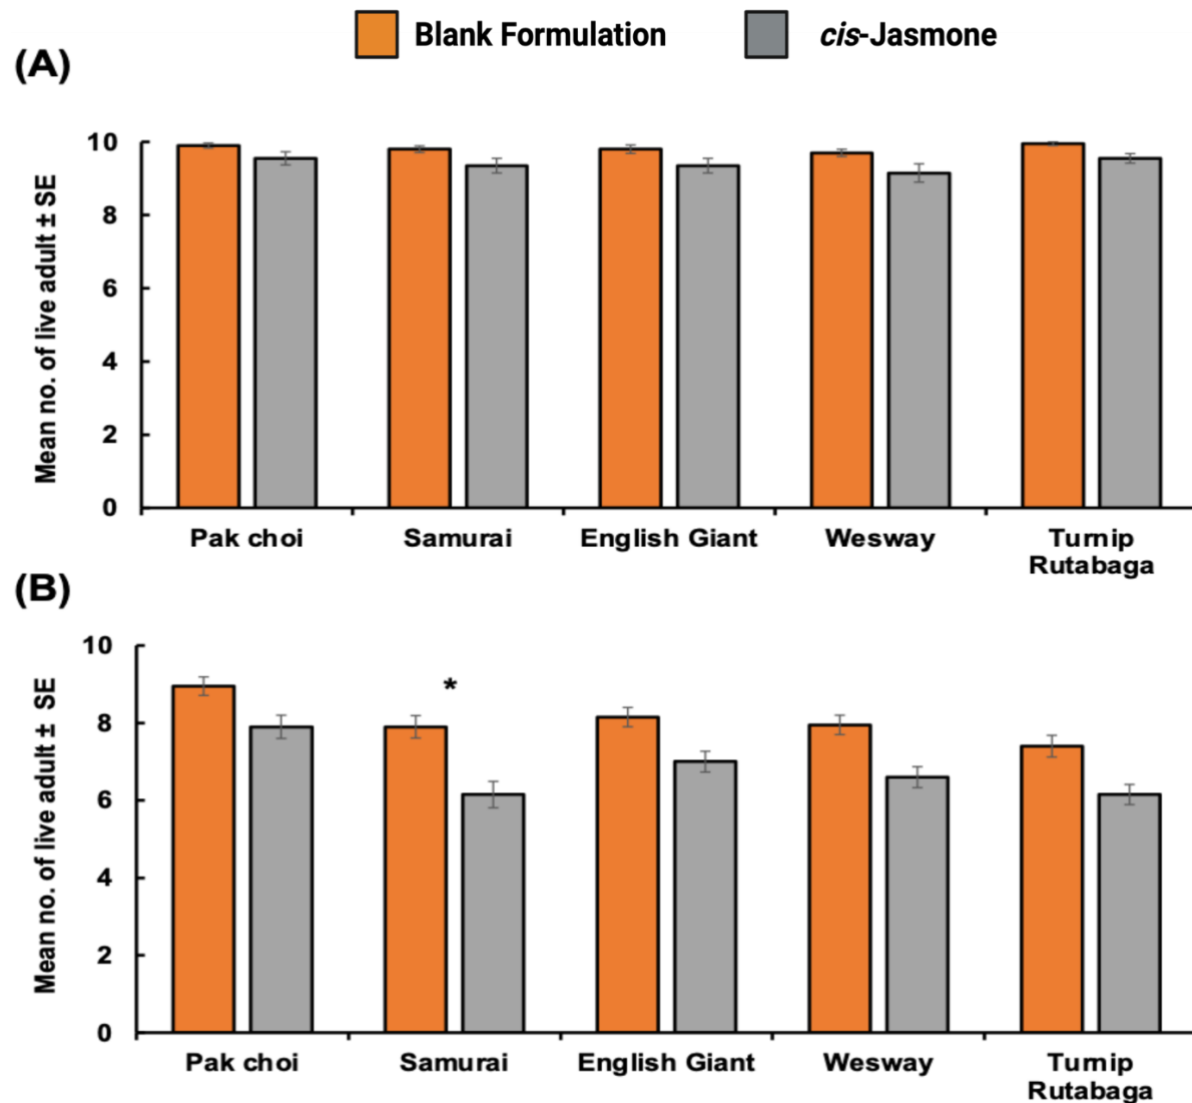 Blank Formulation cis-Jasmone
(A)
Mean no. of live adult ± SE
10
8
6
4
2
0
Pak choi Samurai English Giant Wesway Turnip
Rutabaga
(B)
Mean no. of live adult ± SE
10
8
6
4
2
0
*
Pak choi Samurai English Giant Wesway Turnip
Rutabaga